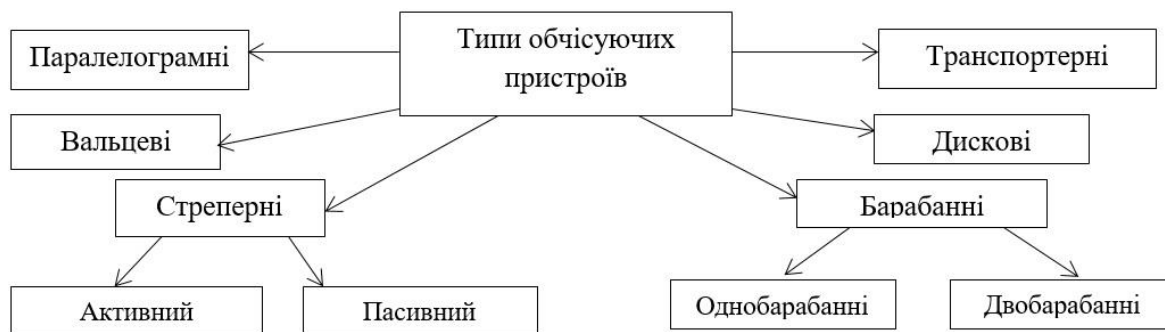 Типи обчісуючих
пристроїв
Паралелограмні
Транспортерні
Вальцеві
Дискові
Стреперні
Барабанні
Активний
Пасивний
Однобарабанні
Двобарабанні